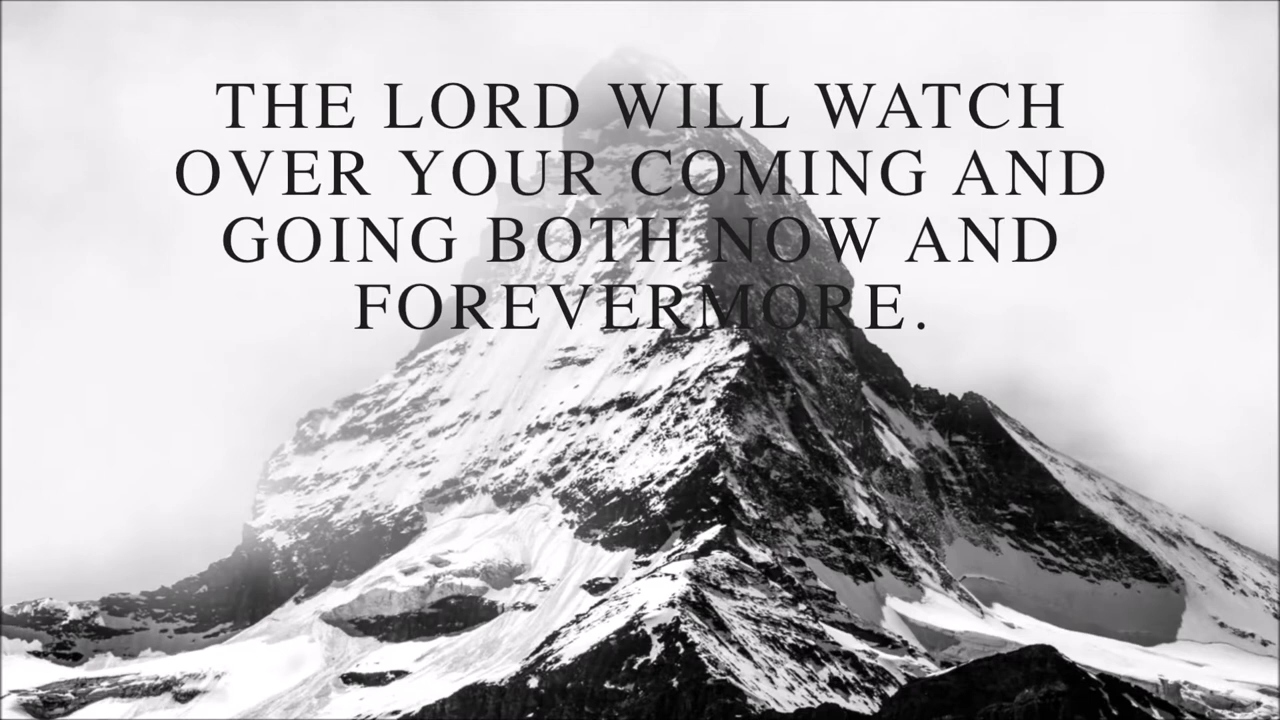 THE LORD WILL WATCH
OVER YOUR COMING AND
GOING BOTH NOW AND
FOREVERMORE.